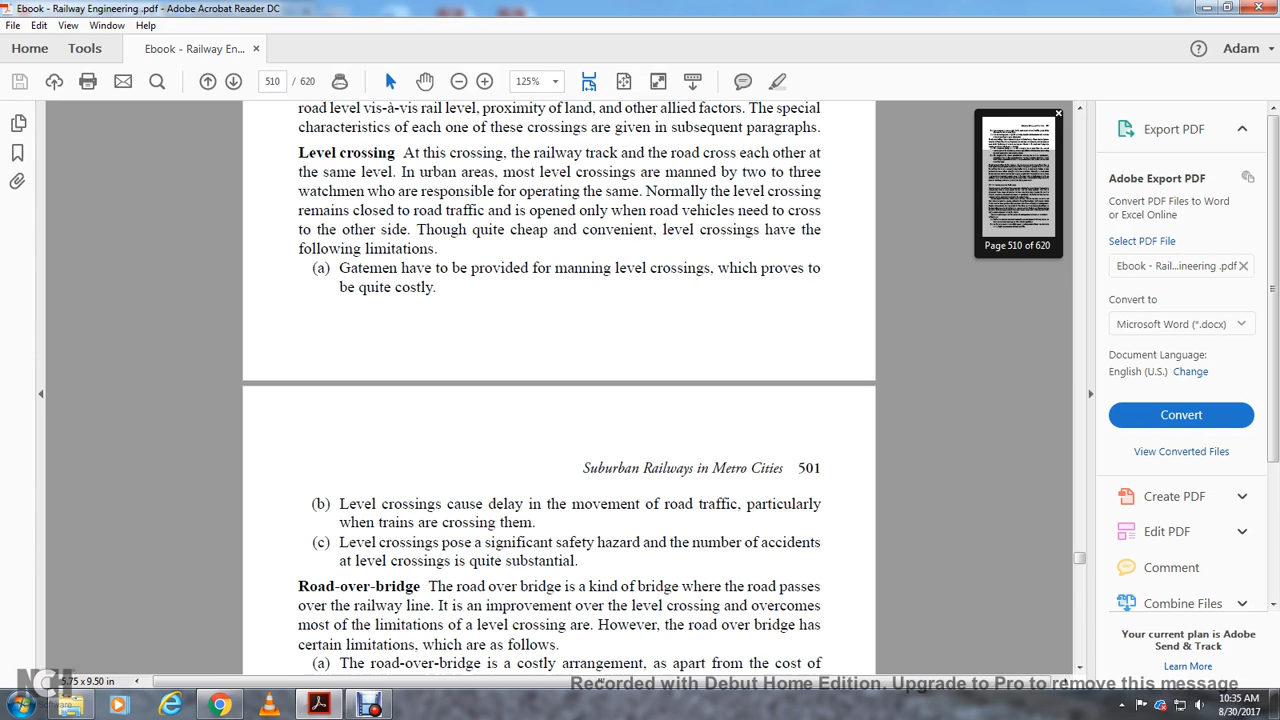 Ebook - Railway Engineering .pdf - Adobe Acrobat Reader DC
File Edit View Window Help
Home Tools Ebook - Railway En... × Adam
510 / 620 125%
road level vis-à-vis rail level, proximity of land, and other allied factors. The special
characteristics of each one of these crossings are given in subsequent paragraphs.
Level crossing At this crossing, the railway track and the road cross each other at
the same level. In urban areas, most level crossings are manned by two to three
watchmen who are responsible for operating the same. Normally the level crossing
remains closed to road traffic and is opened only when road vehicles need to cross
to the other side. Though quite cheap and convenient, level crossings have the
following limitations.
(a) Gatemen have to be provided for manning level crossings, which proves to
be quite costly.
Suburban Railways in Metro Cities 501
(b) Level crossings cause delay in the movement of road traffic, particularly
when trains are crossing them.
(c) Level crossings pose a significant safety hazard and the number of accidents
at level crossings is quite substantial.
Road-over-bridge The road over bridge is a kind of bridge where the road passes
over the railway line. It is an improvement over the level crossing and overcomes
most of the limitations of a level crossing are. However, the road over bridge has
certain limitations, which are as follows.
(a) The road-over-bridge is a costly arrangement, as apart from the cost of
5.75 x 9.50 in
Page 510 of 620
Export PDF
Adobe Export PDF
Convert PDF Files to Word
or Excel Online
Select PDF File
Ebook - Rail...ineering .pdf ×
Convert to
Microsoft Word (*.docx)
Document Language:
English (U.S.) Change
Convert
View Converted Files
Create PDF
Edit PDF
Comment
Combine Files
Your current plan is Adobe
Send & Track
Learn More
Recorded with Debut Home Edition. Upgrade to Pro to remove this message
NCH
Software
10:35 AM
8/30/2017